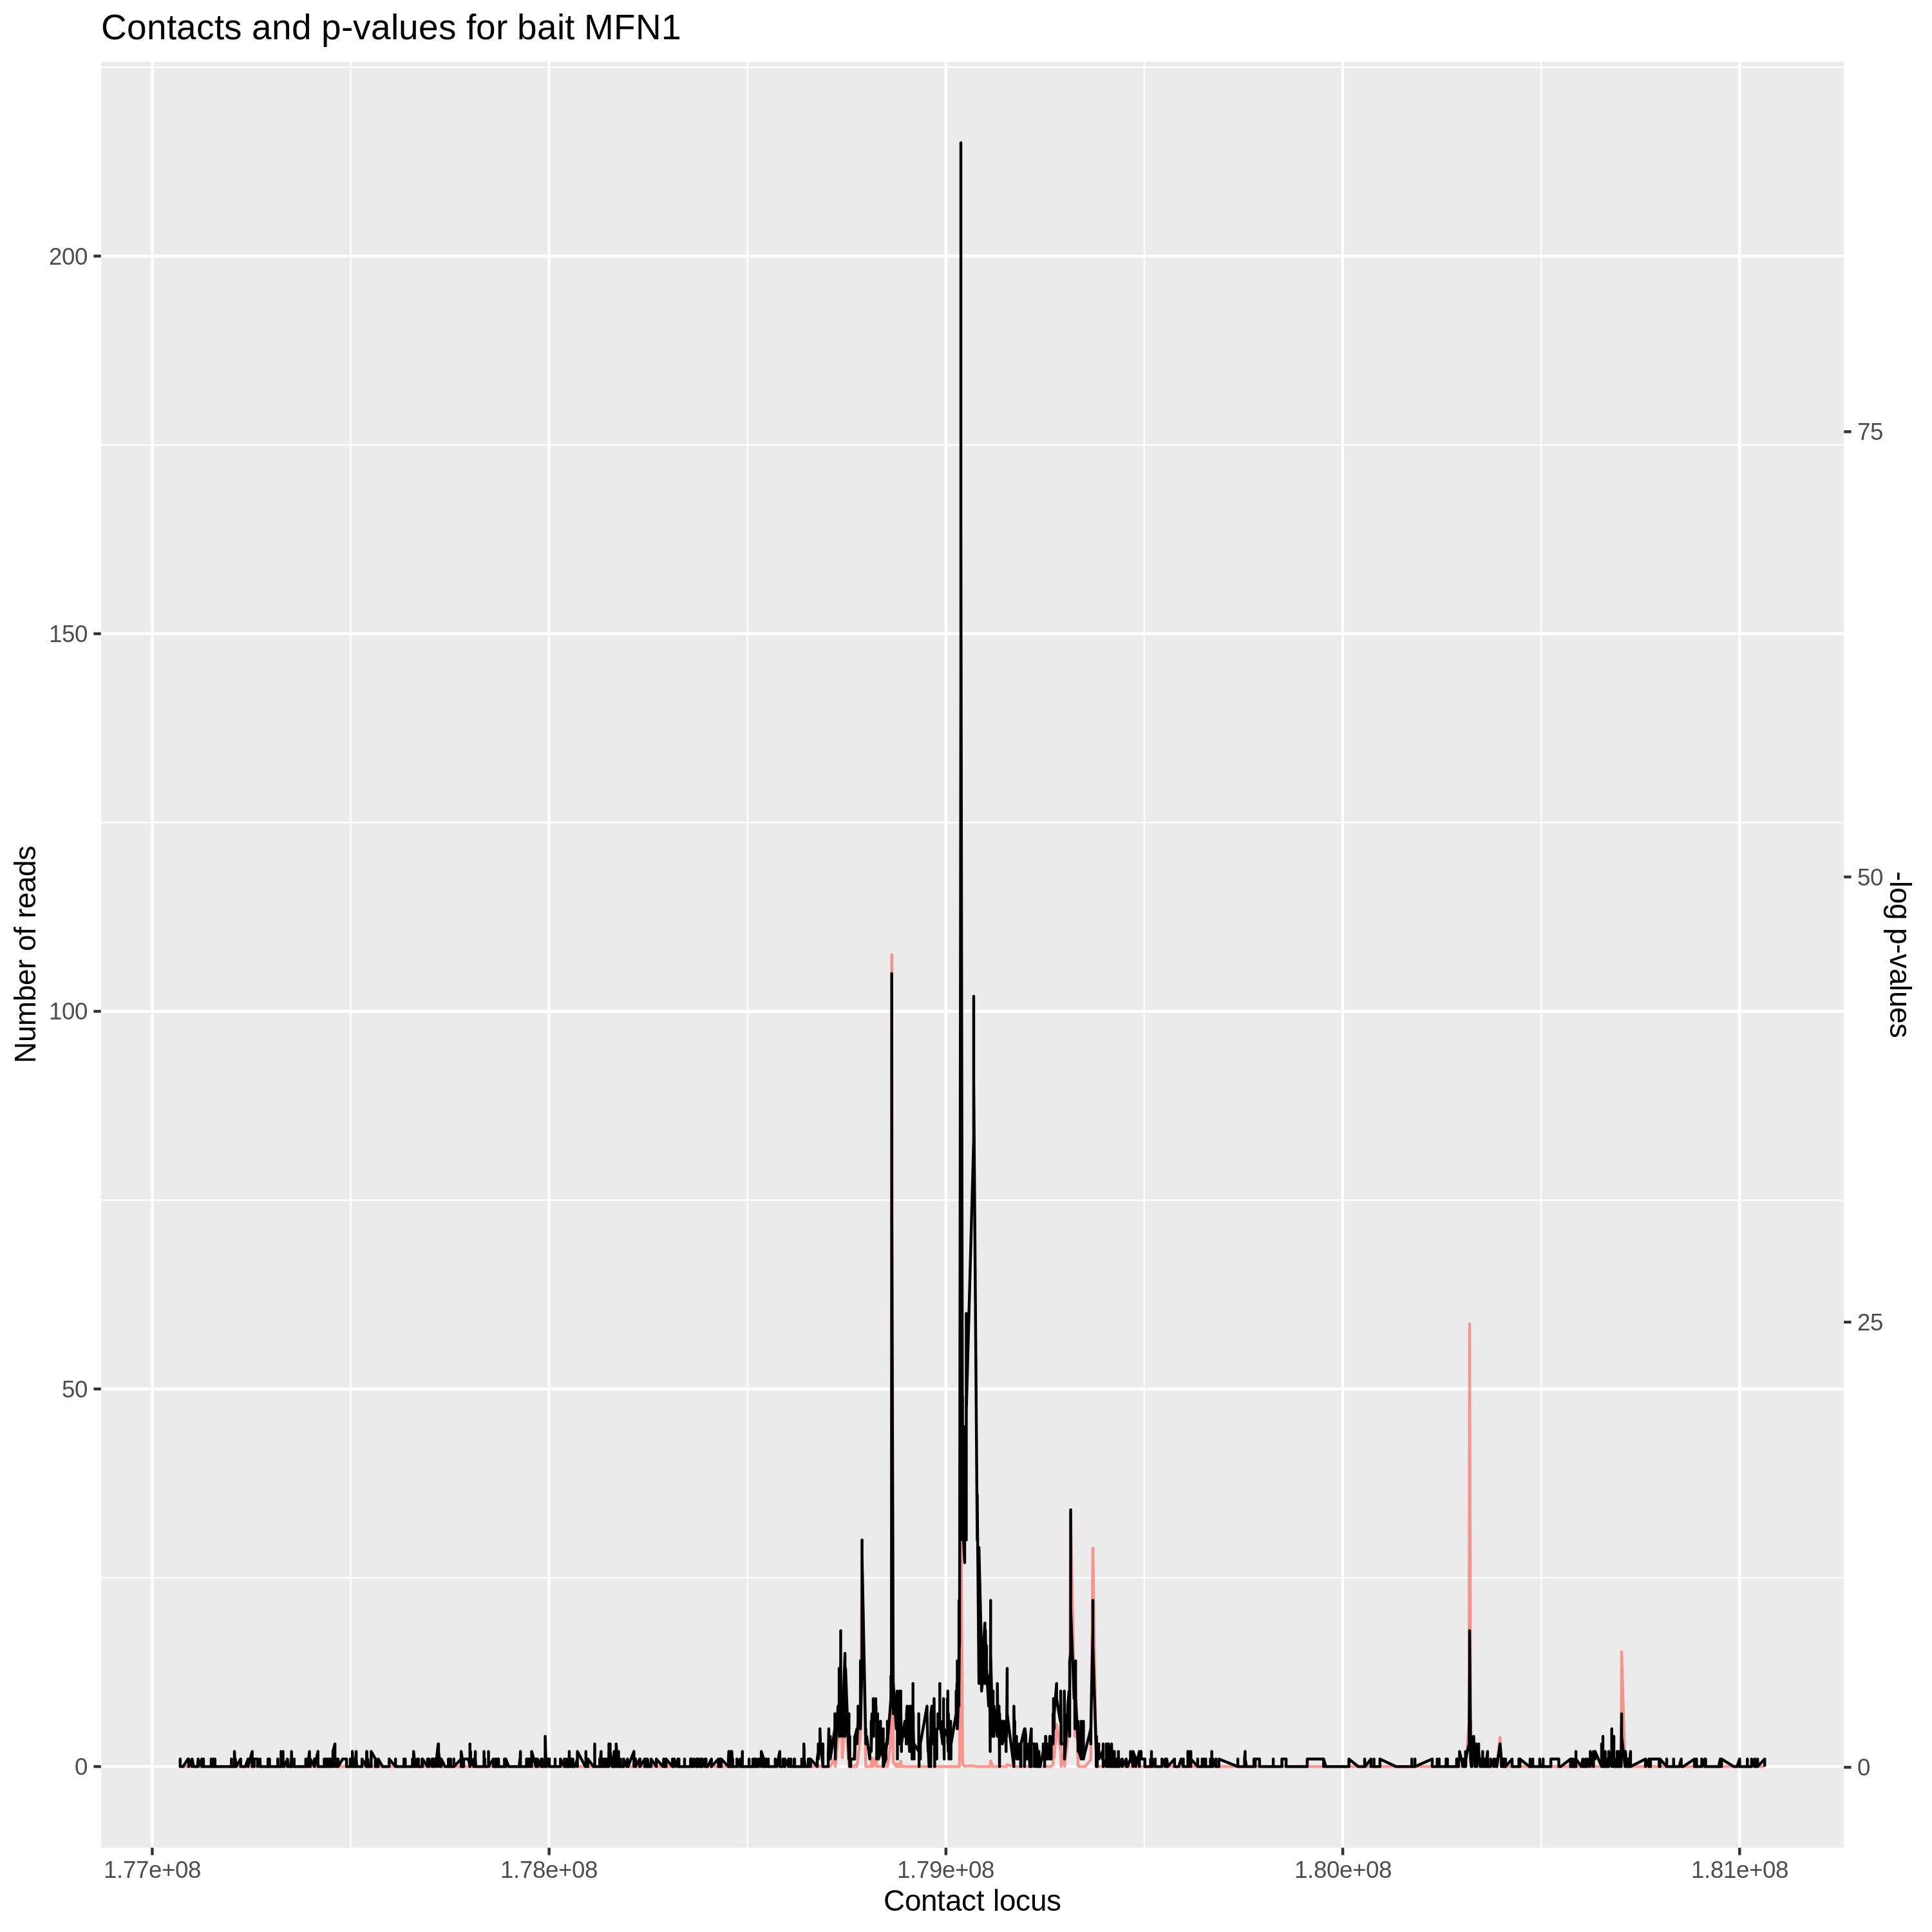 Contacts and p-values for bait MFN1
Number of reads
200
150
100
50
0
75
50
25
0
-log p-values
1.77e+08
1.78e+08
1.79e+08
1.80e+08
1.81e+08
Contact locus